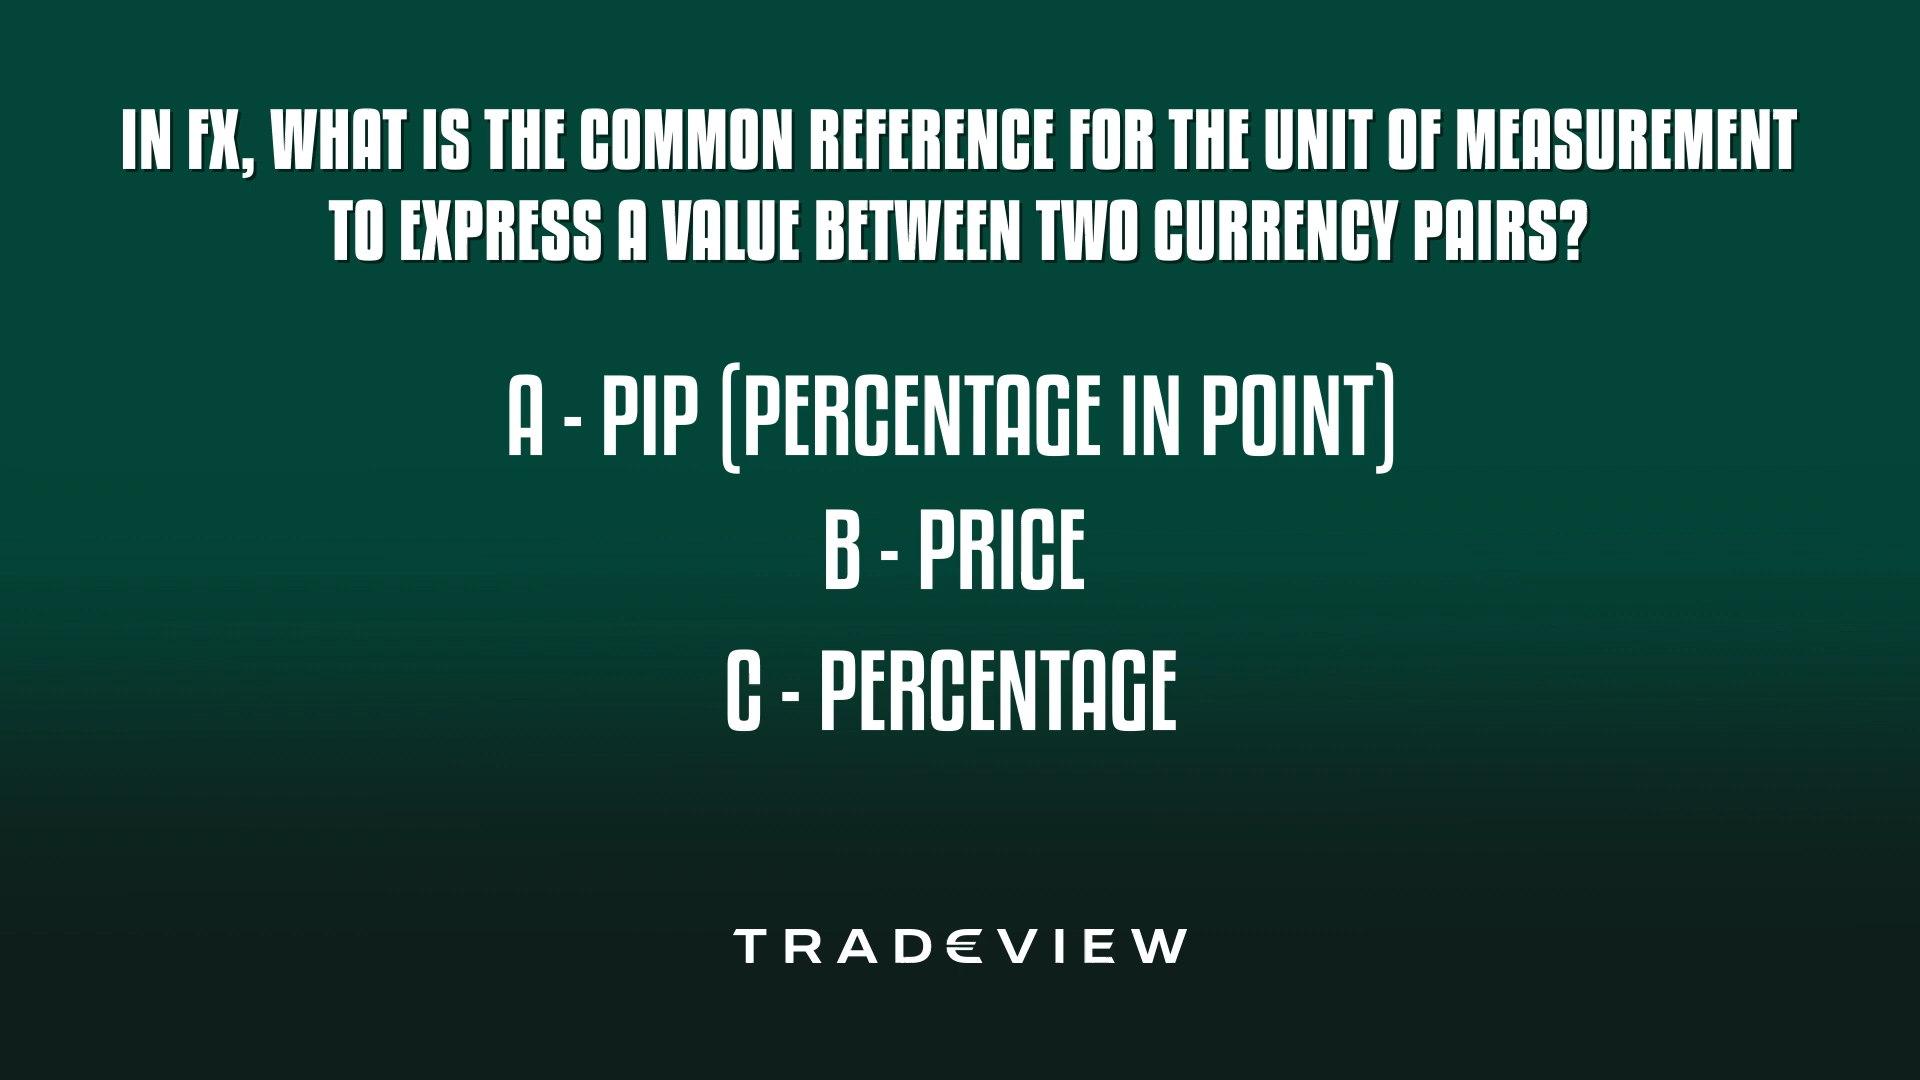 IN FX, WHAT IS THE COMMON REFERENCE FOR THE UNIT OF MEASUREMENT
TO EXPRESS A VALUE BETWEEN TWO CURRENCY PAIRS?
A - PIP (PERCENTAGE IN POINT)
B - PRICE
C - PERCENTAGE
TRAD€VIEW